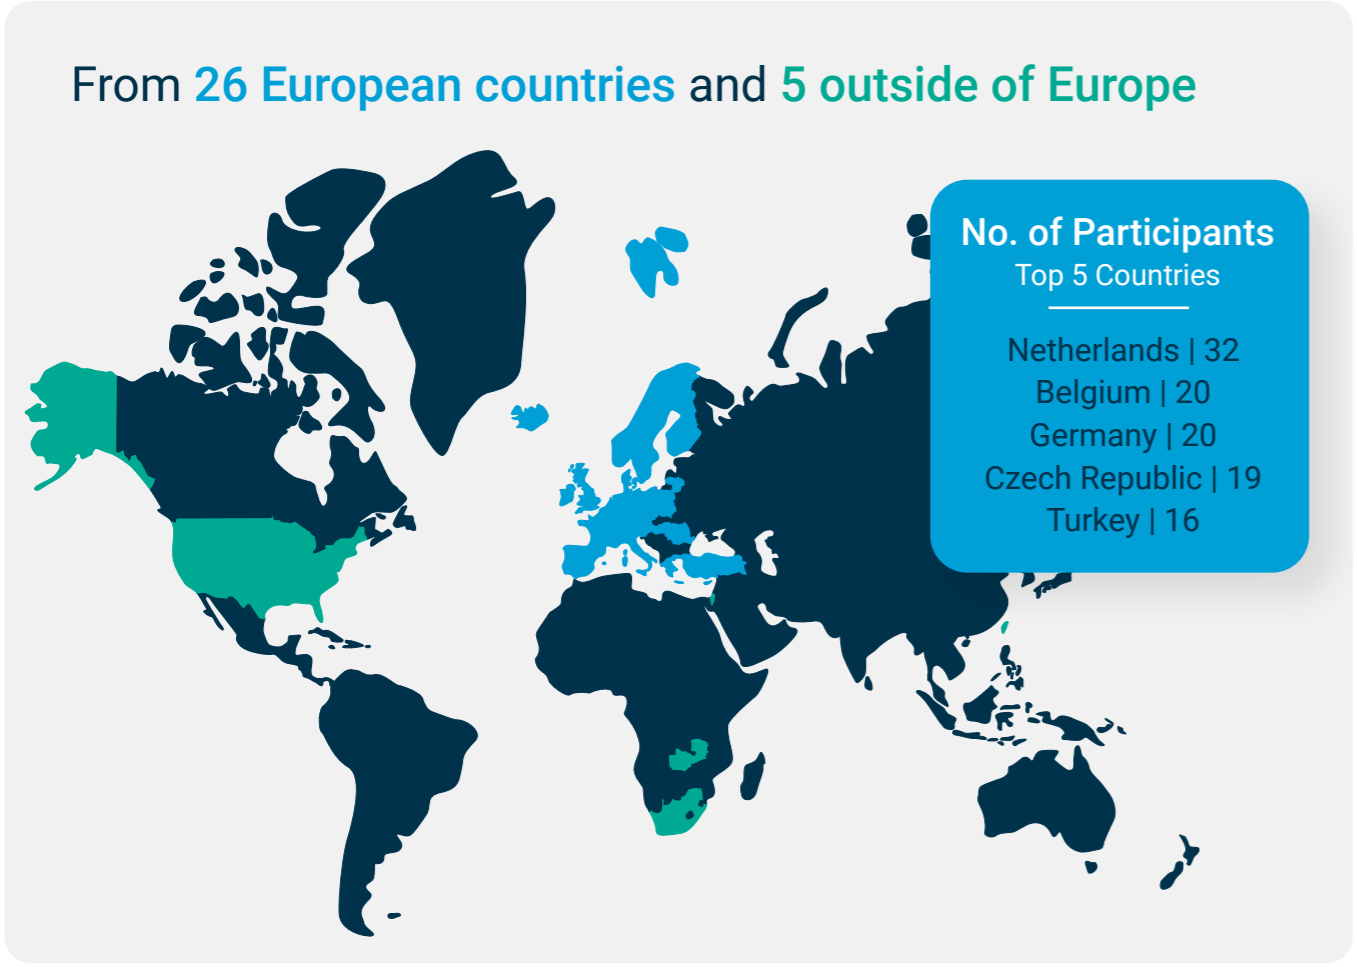 From 26 European countries and 5 outside of Europe
No. of Participants
Top 5 Countries
Netherlands | 32
Belgium | 20
Germany | 20
Czech Republic | 19
Turkey | 16